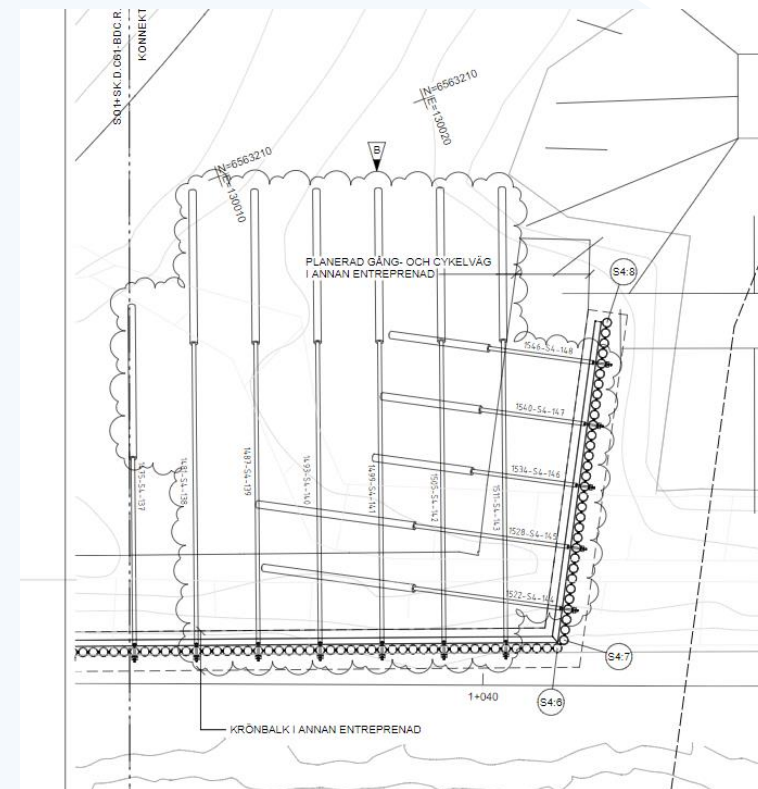 S01+SK.D.C61-BDC.R.
KONNEKT
N=6563210
E=130020
N=6563210
E=130010
B
PLANERAD GÅNG- OCH CYKELVÄG
I ANNAN ENTREPRENAD
S4:8
1546-S4-148
1540-S4-147
1534-S4-146
1528-S4-145
1522-S4-144
1475-S4-137
1481-S4-138
1487-S4-139
1493-S4-140
1499-S4-141
1505-S4-142
1511-S4-143
S4:7
S4:6
1+040
KRÖNBALK I ANNAN ENTREPRENAD